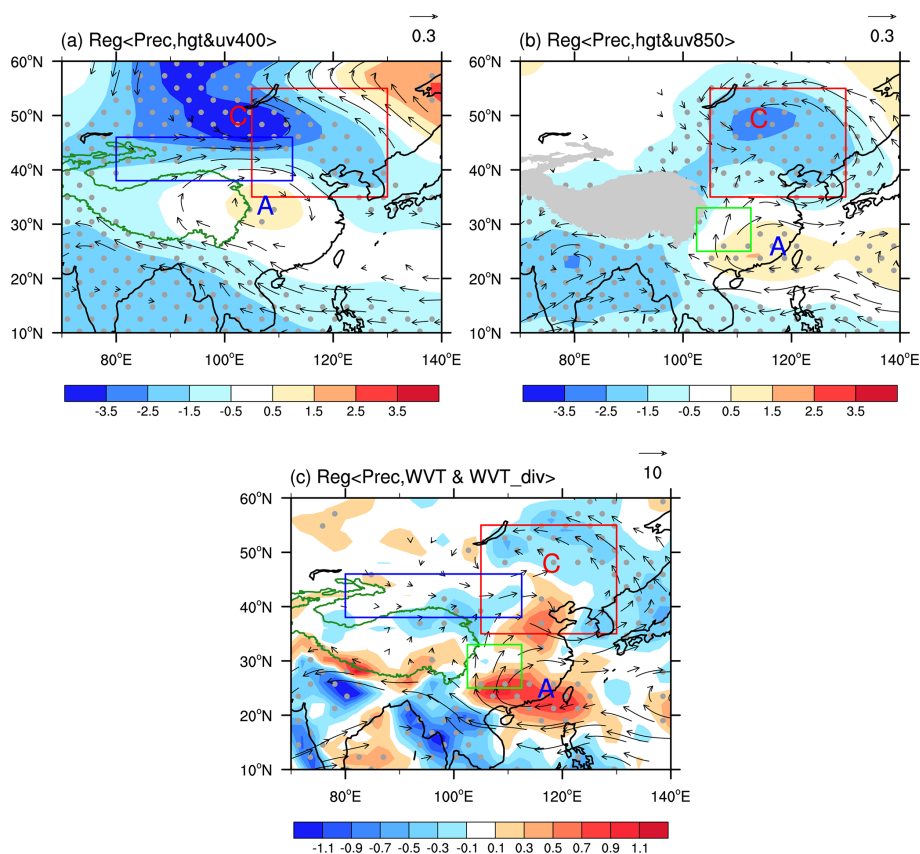 0.3
0.3
(a) Reg<Prec,hgt&uv400>
(b) Reg<Prec,hgt&uv850>
60°N
50°N
40°N
30°N
20°N
10°N
C
A
60°N
50°N
40°N
30°N
20°N
10°N
C
A
80°E 100°E 120°E 140°E
80°E 100°E 120°E 140°E
-3.5 -2.5 -1.5 -0.5 0.5 1.5 2.5 3.5
-3.5 -2.5 -1.5 -0.5 0.5 1.5 2.5 3.5
10
(c) Reg<Prec,WVT & WVT_div>
60°N
50°N
40°N
30°N
20°N
10°N
C
A
80°E 100°E 120°E 140°E
-1.1 -0.9 -0.7 -0.5 -0.3 -0.1 0.1 0.3 0.5 0.7 0.9 1.1